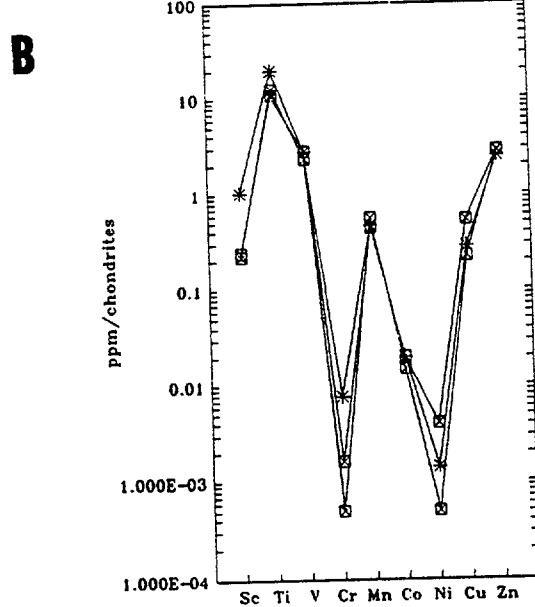 B
100
10
1
0.1
0.01
1.000E-03
1.000E-04
ppm/chondrites
Sc Ti V Cr Mn Co Ni Cu Zn